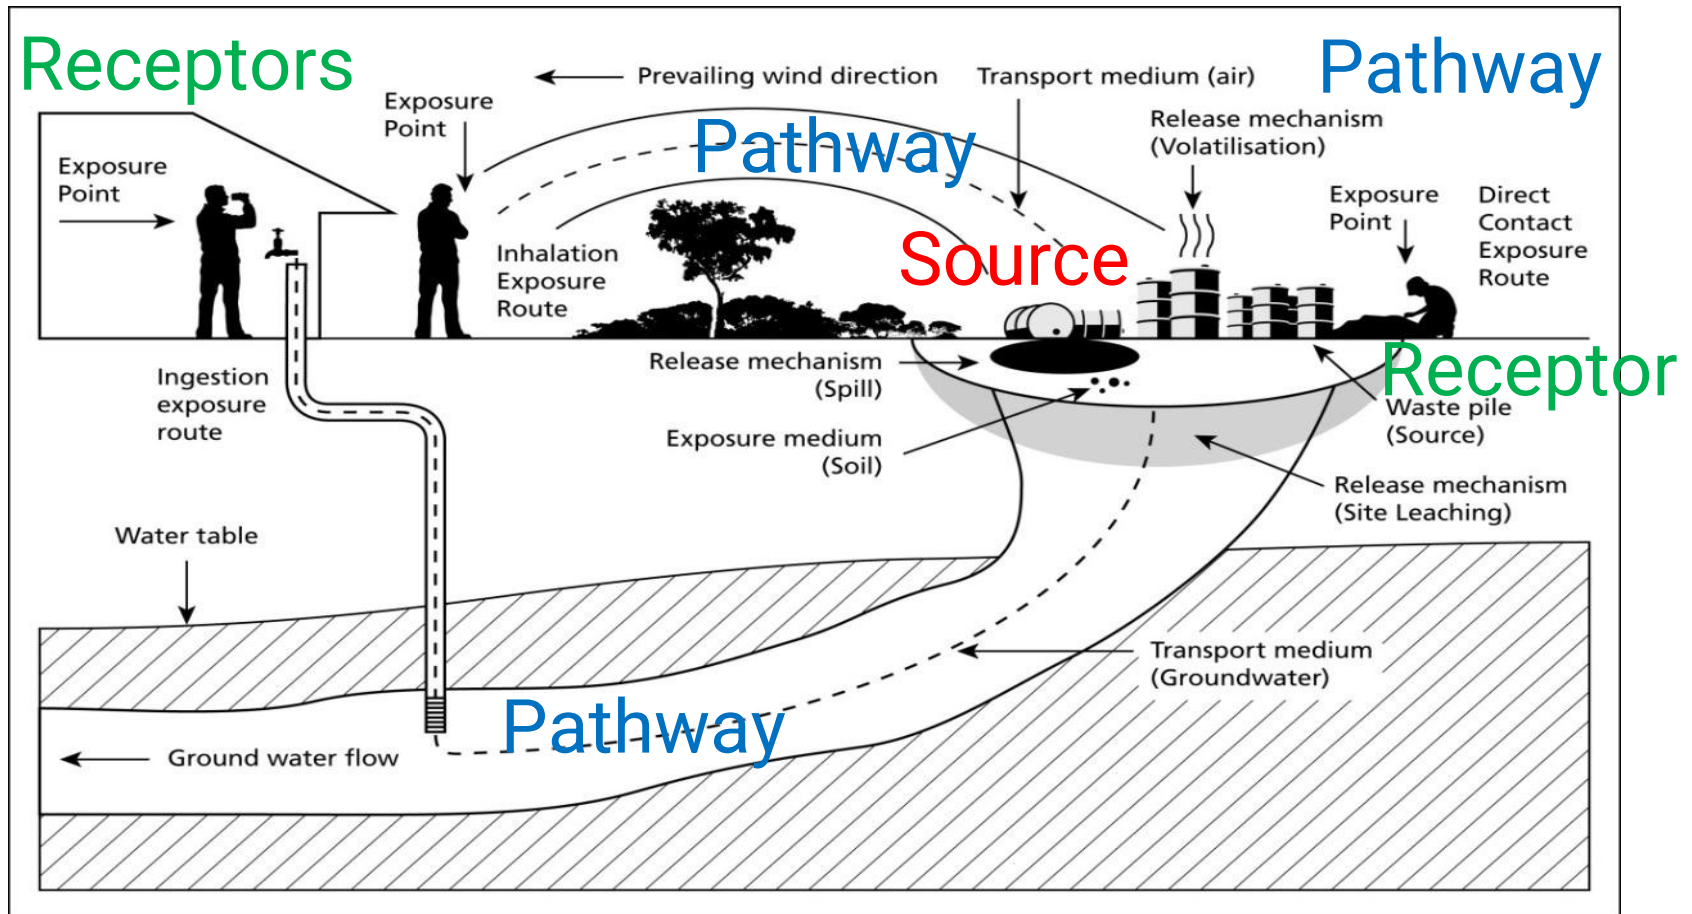 Receptors
Prevailing wind direction
Transport medium (air)
Pathway
Exposure
Point
Release mechanism
(Volatilisation)
Pathway
Exposure
Point
Exposure
Point
Direct
Contact
Exposure
Route
Inhalation
Exposure
Route
Source
Release mechanism
(Spill)
Receptor
Ingestion
exposure
route
Waste pile
(Source)
Exposure medium
(Soil)
Release mechanism
(Site Leaching)
Water table
Transport medium
(Groundwater)
Pathway
Ground water flow